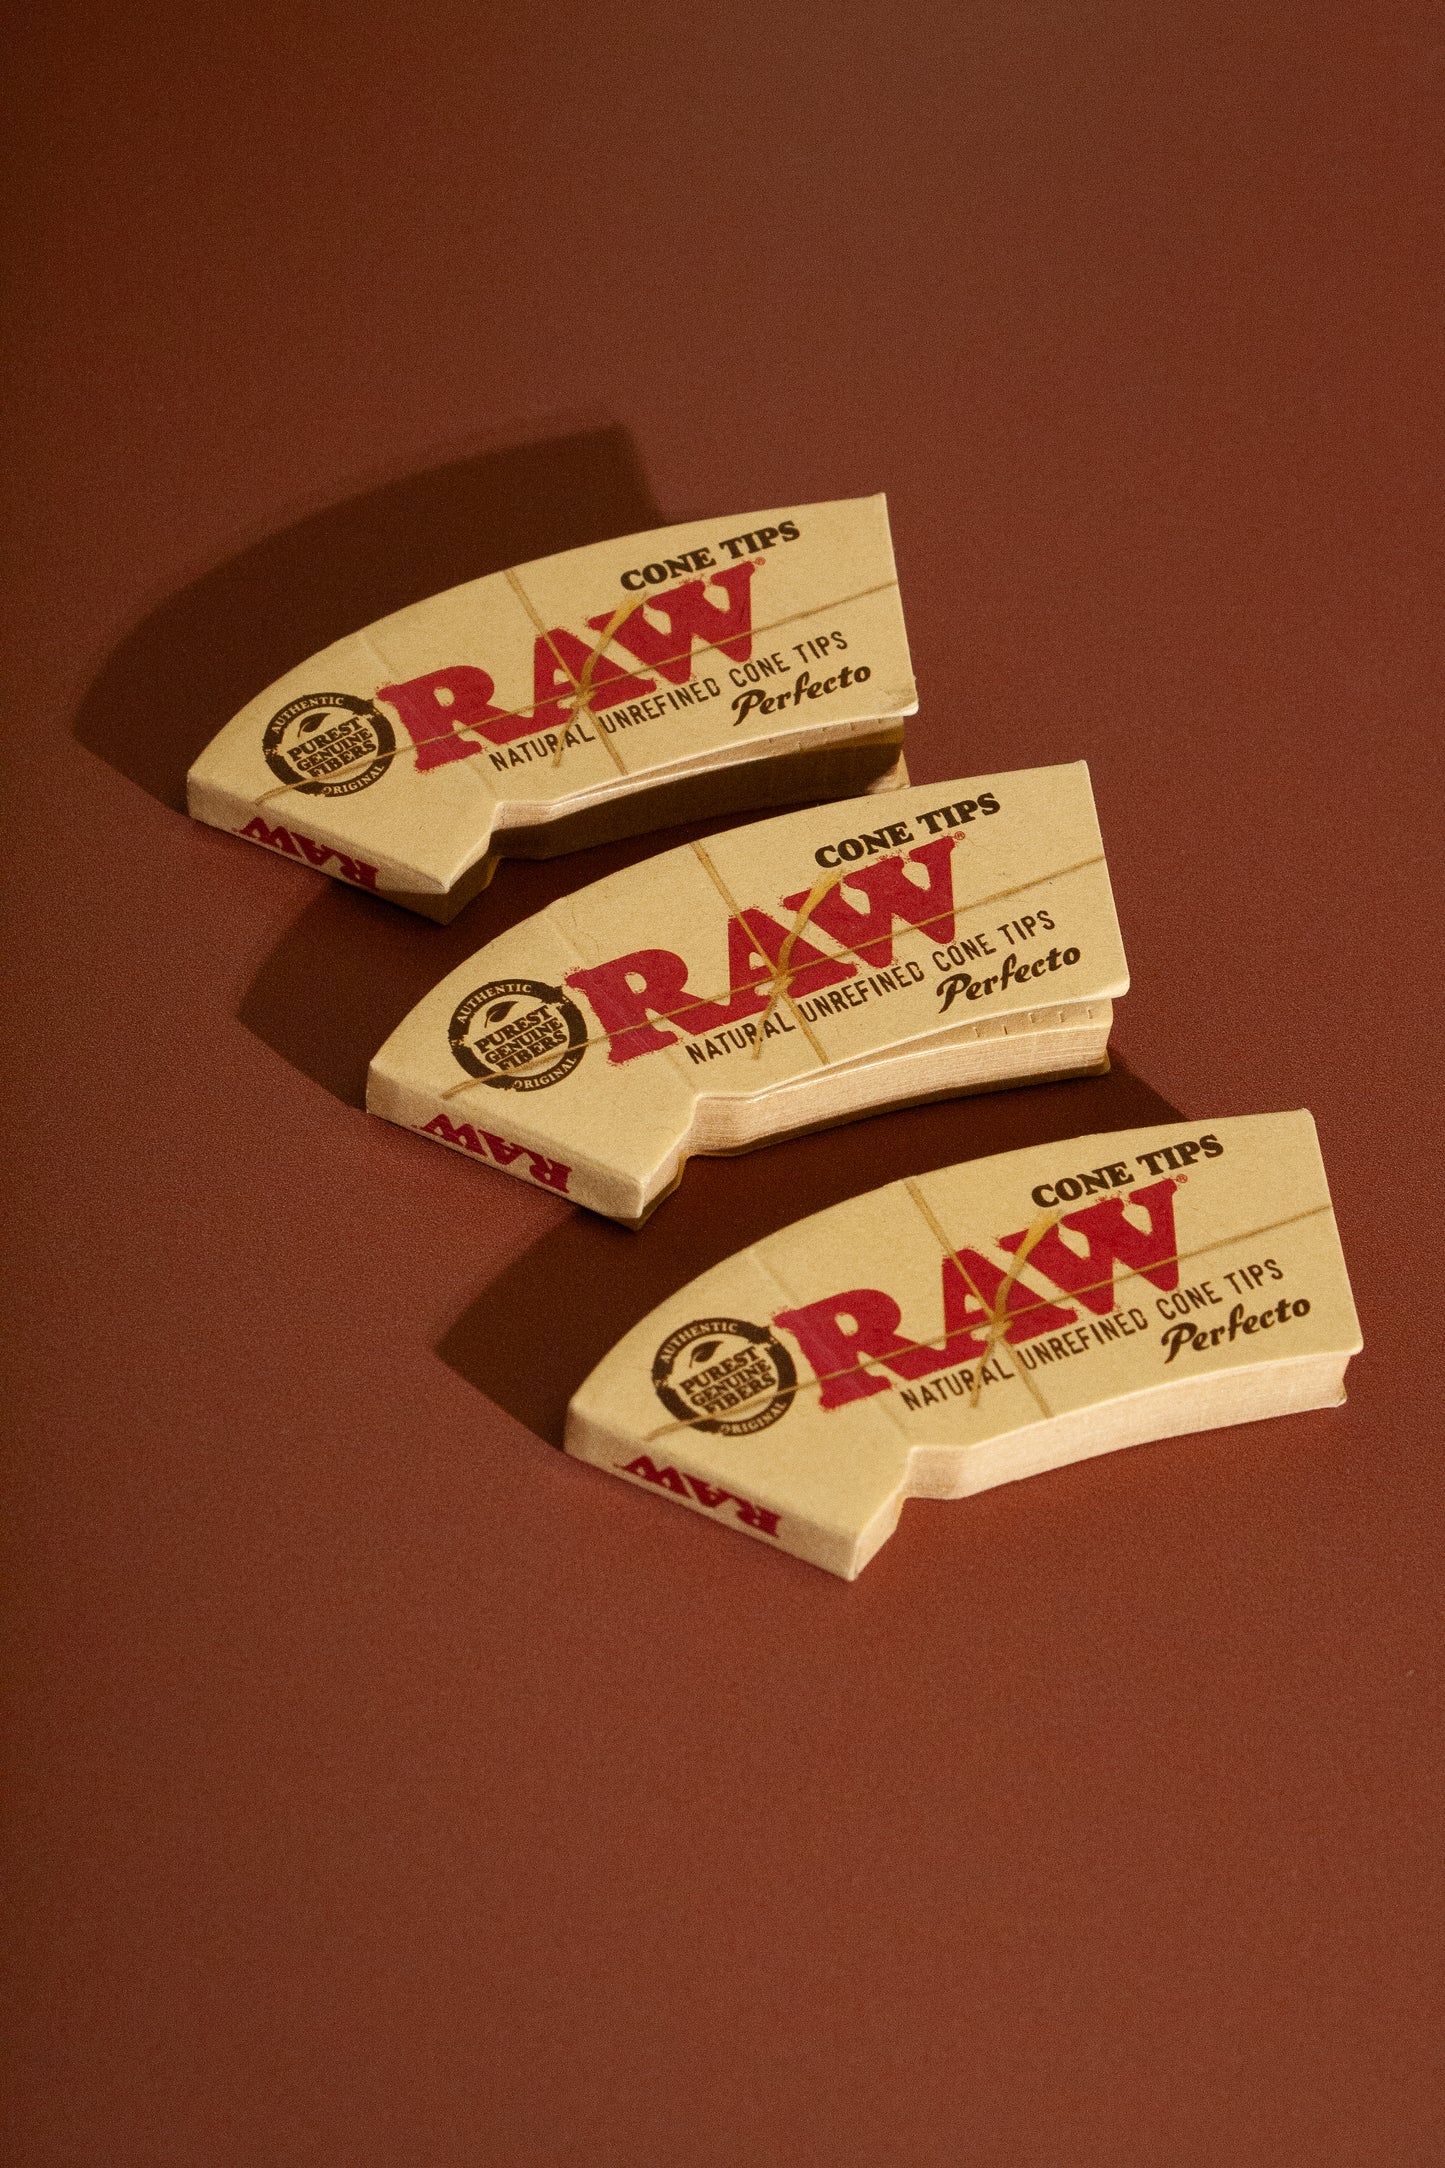 CONE TIPS
RAW®
NATURAL UNREFINED CONE TIPS
Perfecto
AUTHENTIC
PUREST
GENUINE
FIBERS
ORIGINAL
RAW
CONE TIPS
RAW®
NATURAL UNREFINED CONE TIPS
Perfecto
AUTHENTIC
PUREST
GENUINE
FIBERS
ORIGINAL
RAW
CONE TIPS
RAW®
NATURAL UNREFINED CONE TIPS
Perfecto
AUTHENTIC
PUREST
GENUINE
FIBERS
ORIGINAL
RAW